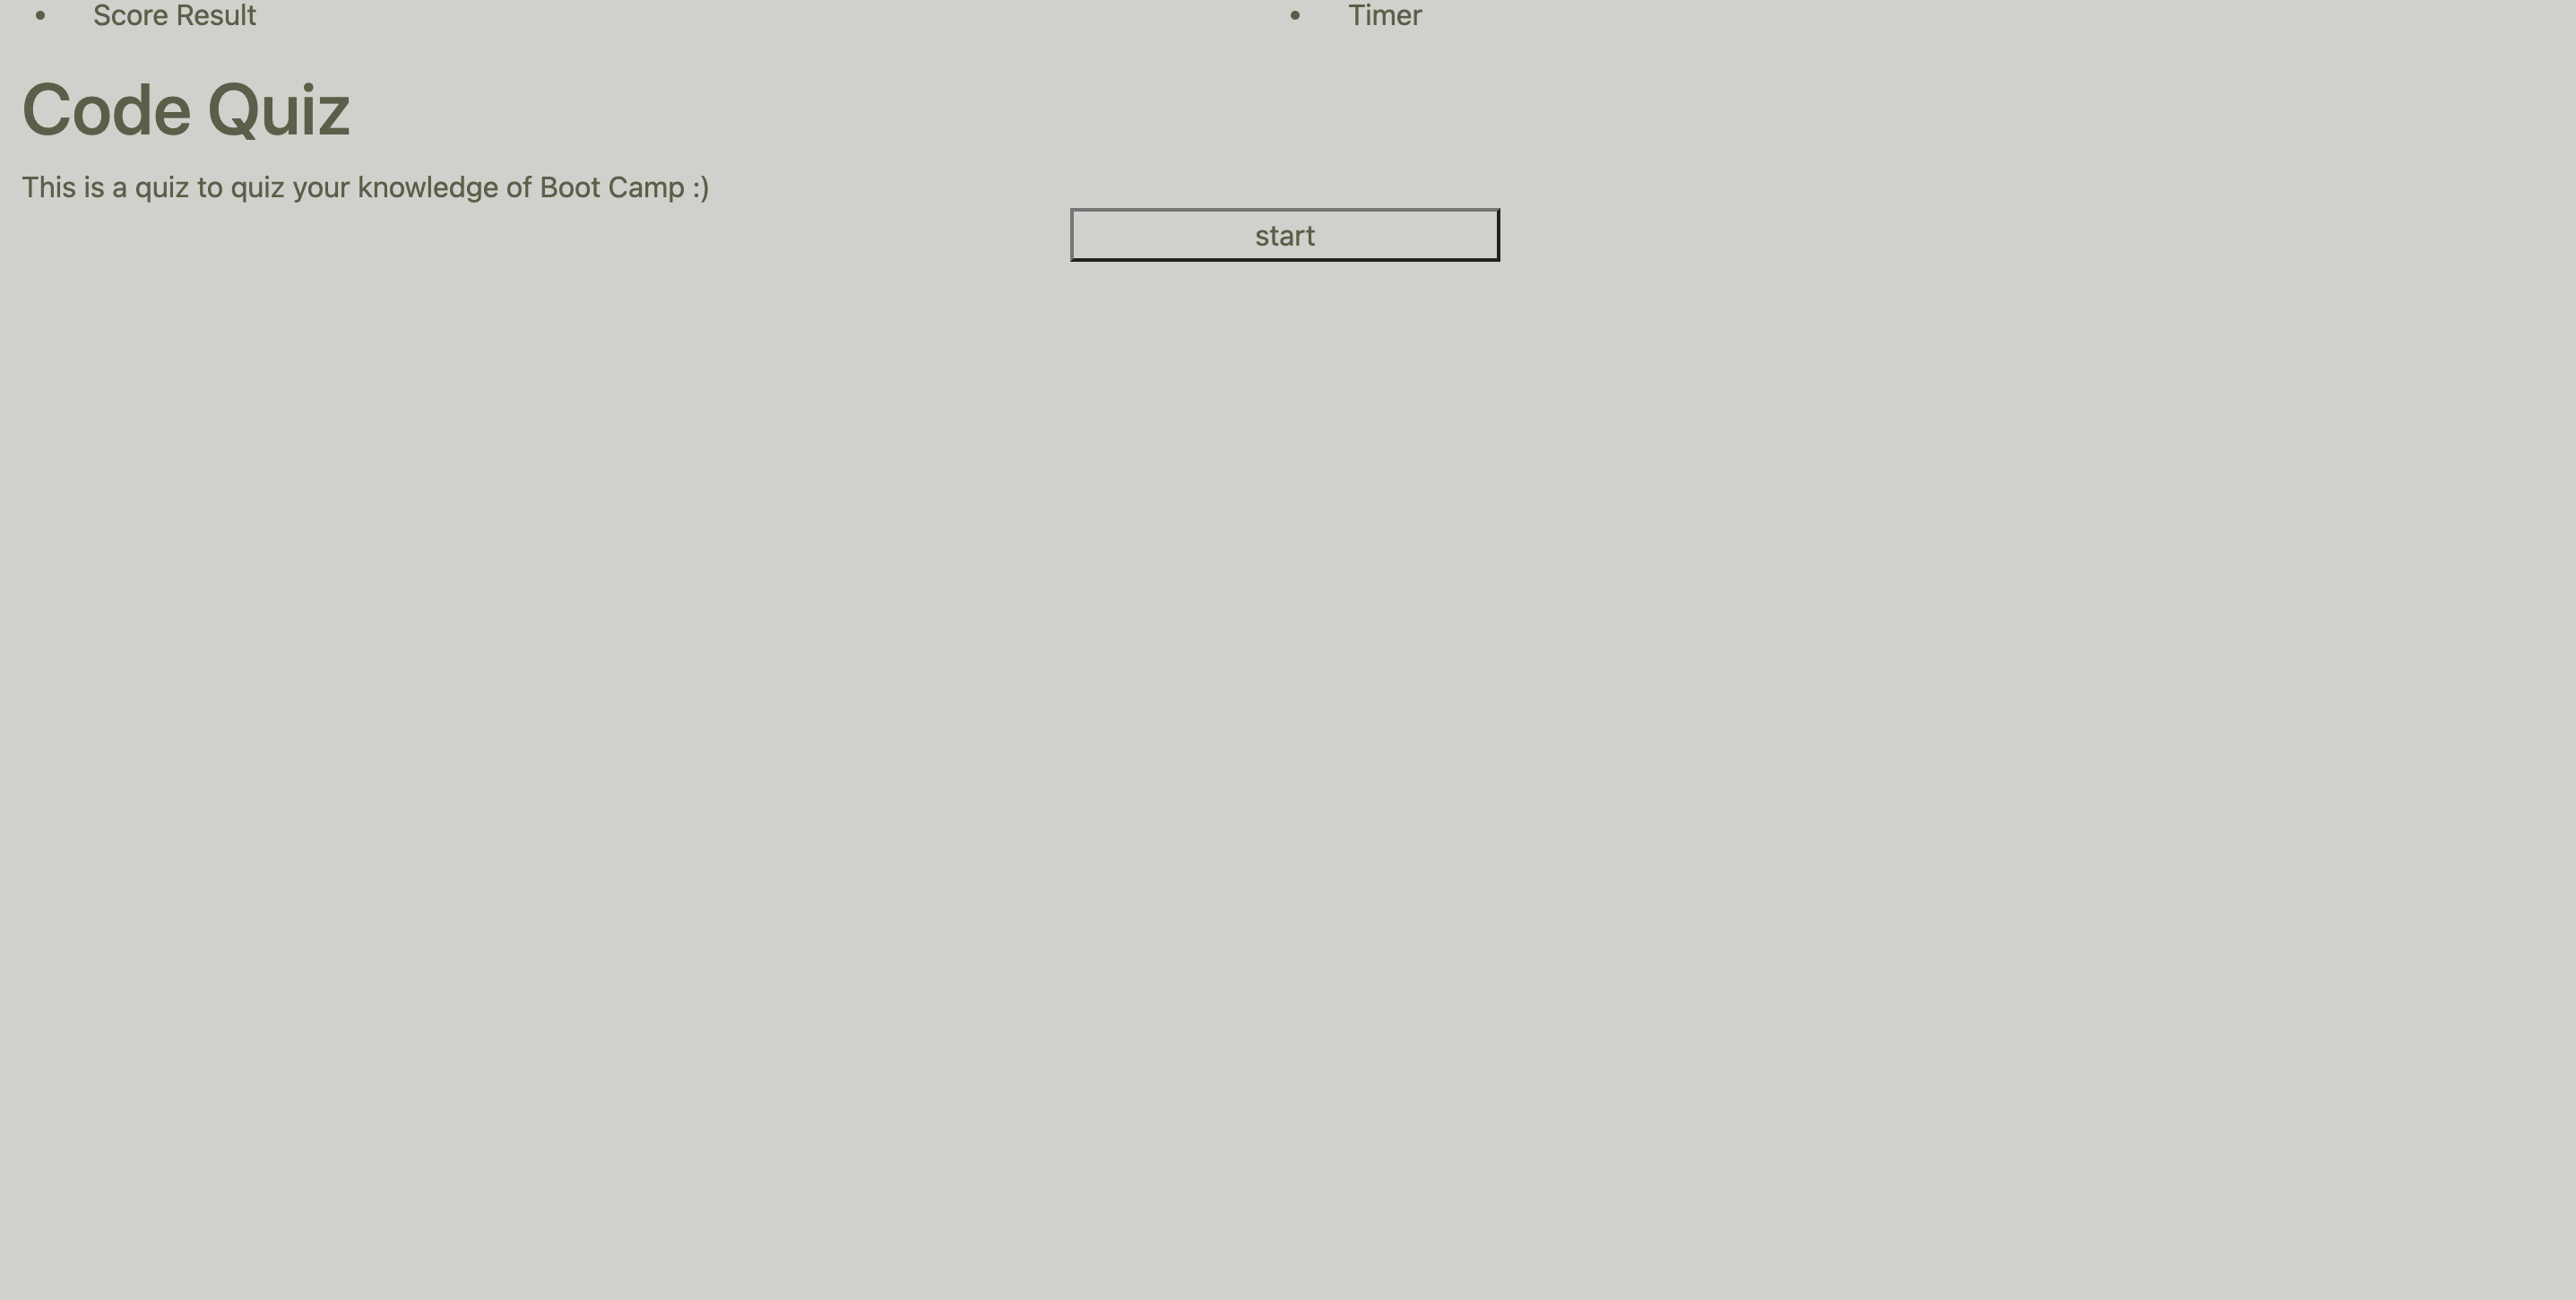 • Score Result
• Timer
Code Quiz
This is a quiz to quiz your knowledge of Boot Camp :)
start